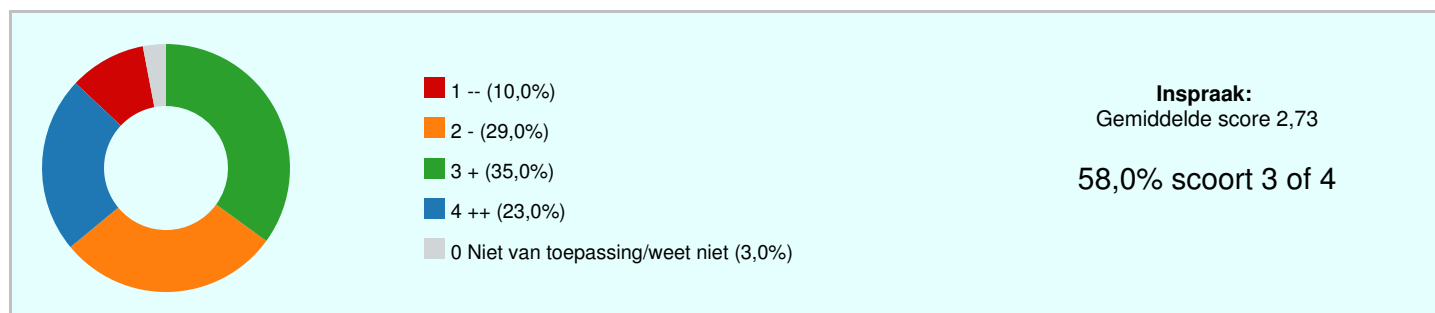 1 -- (10,0%)
2 - (29,0%)
3 + (35,0%)
4 ++ (23,0%)
0 Niet van toepassing/weet niet (3,0%)
Inspraak:
Gemiddelde score 2,73
58,0% scoort 3 of 4